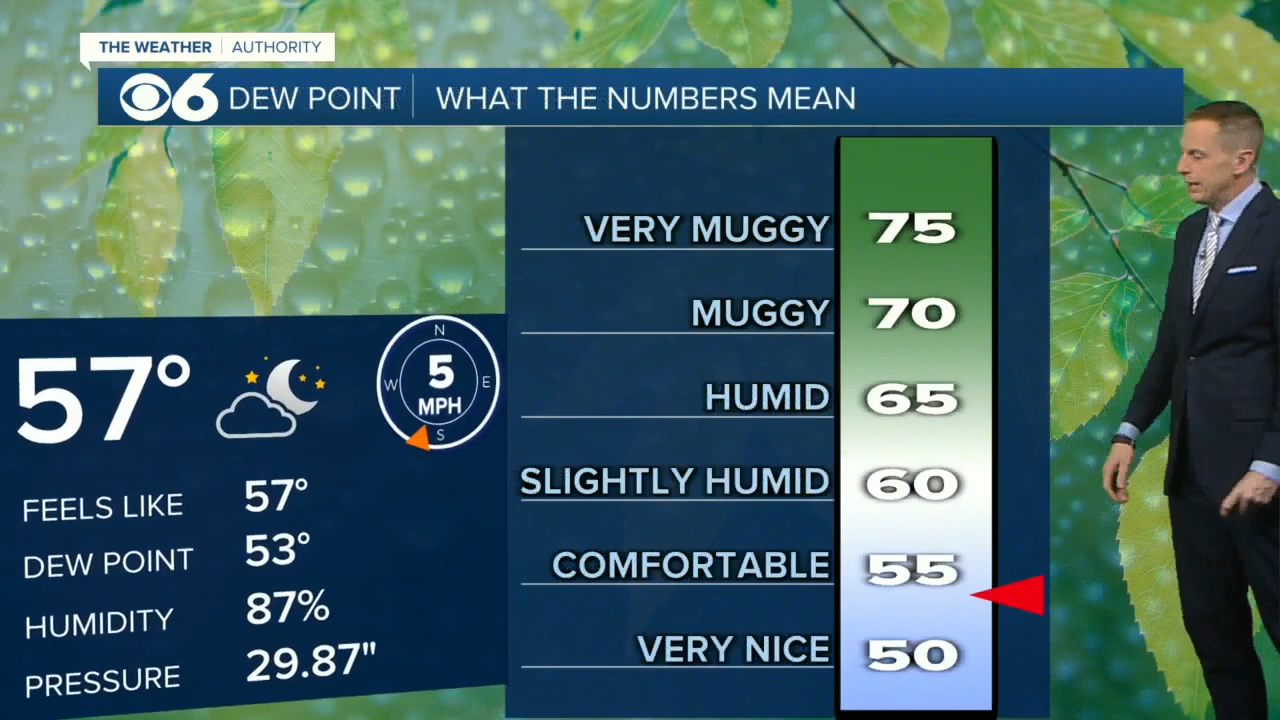 THE WEATHER | AUTHORITY
6 DEW POINT | WHAT THE NUMBERS MEAN
VERY MUGGY 75
MUGGY 70
HUMID 65
SLIGHTLY HUMID 60
COMFORTABLE 55
VERY NICE 50
57°
N
W 5 E
MPH
S
FEELS LIKE 57°
DEW POINT 53°
HUMIDITY 87%
PRESSURE 29.87"